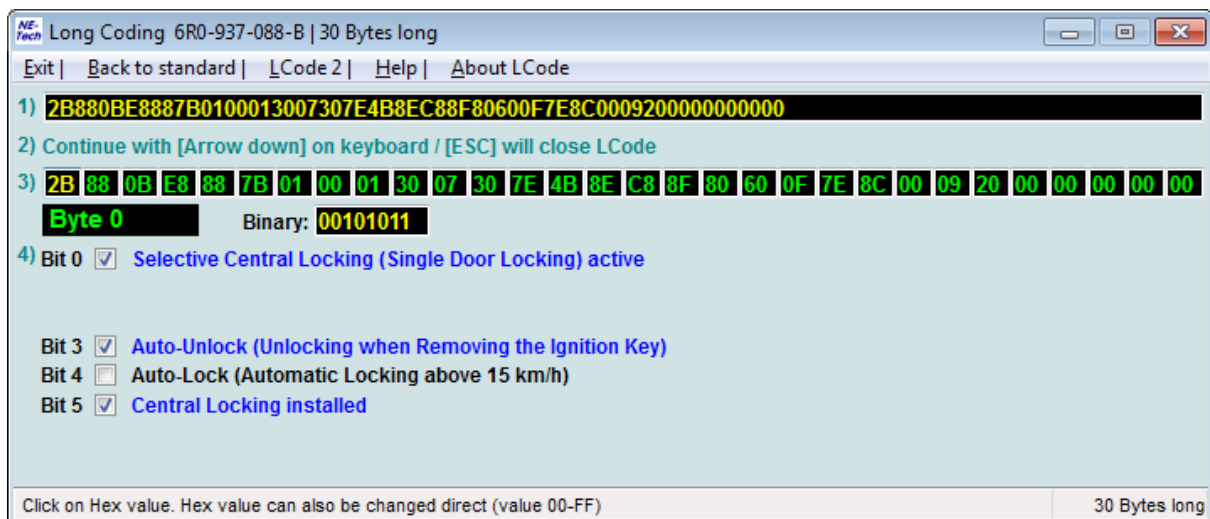 NE-Tech Long Coding 6R0-937-088-B | 30 Bytes long
Exit | Back to standard | LCode 2 | Help | About LCode
1) 2B880BE8887B0100013007307E4B8EC88F80600F7E8C0009200000000000
2) Continue with [Arrow down] on keyboard / [ESC] will close LCode
3) 2B 88 0B E8 88 7B 01 00 01 30 07 30 7E 4B 8E C8 8F 80 60 0F 7E 8C 00 09 20 00 00 00 00 00
Byte 0 Binary: 00101011
4) Bit 0 Selective Central Locking (Single Door Locking) active
Bit 3 Auto-Unlock (Unlocking when Removing the Ignition Key)
Bit 4 Auto-Lock (Automatic Locking above 15 km/h)
Bit 5 Central Locking installed
Click on Hex value. Hex value can also be changed direct (value 00-FF) 30 Bytes long